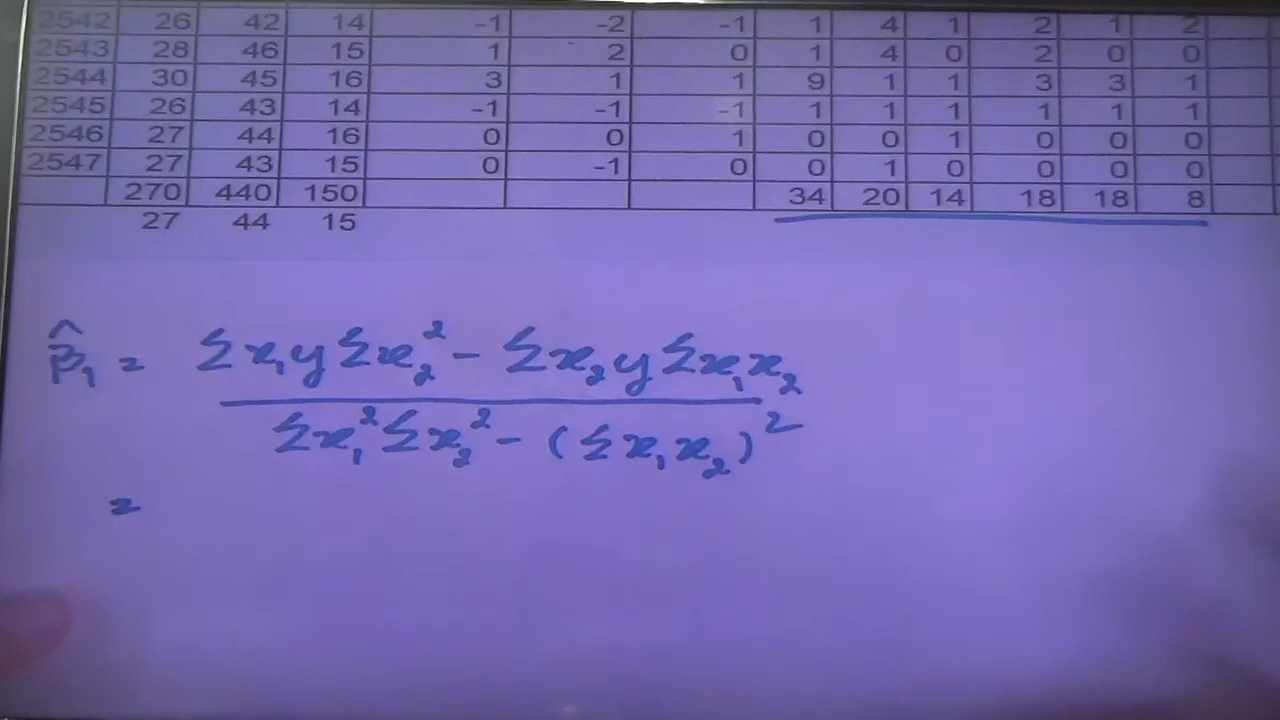 2542 26 42 14 -1 -2 -1 1 4 1 2 1 2
2543 28 46 15 1 2 0 1 4 0 2 0 0
2544 30 45 16 3 1 1 9 1 1 3 3 1
2545 26 43 14 -1 -1 -1 1 1 1 1 1 1
2546 27 44 16 0 0 1 0 0 1 0 0 0
2547 27 43 15 0 -1 0 0 1 0 0 0 0
270 440 150 34 20 14 18 18 8
27 44 15
β̂₁ = Σx₁yΣx₂² - Σx₂yΣx₁x₂
Σx₁²Σx₂² - (Σx₁x₂)²
=